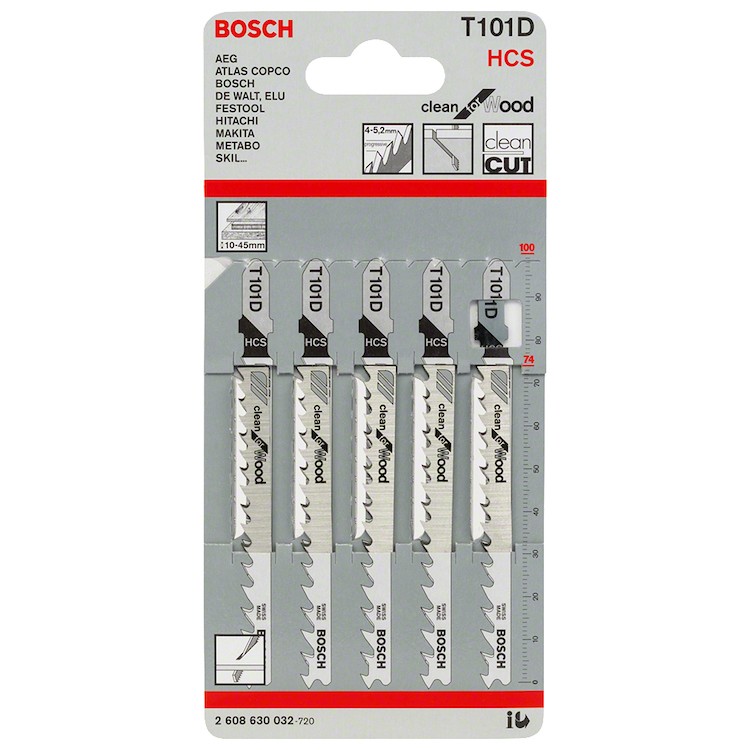 BOSCH
T101D
HCS
AEG
ATLAS COPCO
BOSCH
DE WALT, ELU
FESTOOL
HITACHI
MAKITA
METABO
SKIL...
clean for Wood
4-5,2mm
progressive
clean
CUT
10-45mm
100
90
80
74
70
60
50
40
30
20
10
0
T101D
HCS
clean for Wood
SWISS
MADE
BOSCH
T101D
HCS
clean for Wood
SWISS
MADE
BOSCH
T101D
HCS
clean for Wood
SWISS
MADE
BOSCH
T101D
HCS
clean for Wood
SWISS
MADE
BOSCH
T101D
HCS
clean for Wood
SWISS
MADE
BOSCH
2 608 630 032-720